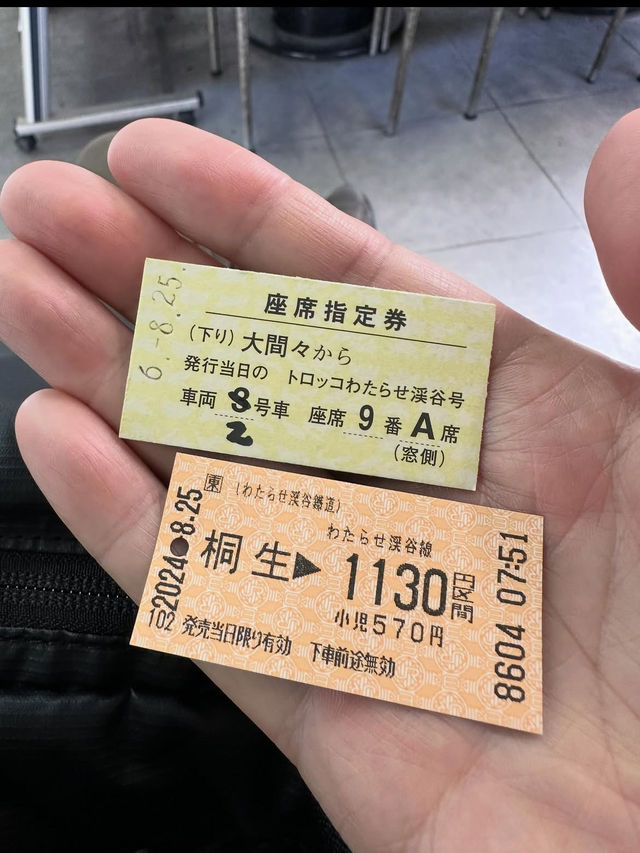 6.-8.25.
座席指定券
(下り) 大間々から
発行当日の トロッコわたらせ渓谷号
車両 8 号車 座席 9 番 A 席
2
(窓側)
東 (わたらせ渓谷鐵道)
わたらせ渓谷線
桐生▶1130円区間
小児570円
102 発売当日限り有効 下車前途無効
2024●8.25
8604 07:51